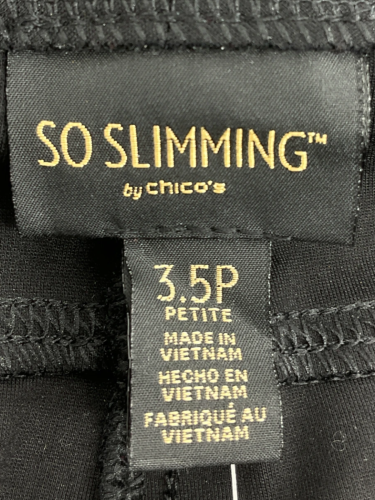 SO SLIMMING™
by chico's
3.5P
PETITE
MADE IN
VIETNAM
HECHO EN
VIETNAM
FABRIQUÉ AU
VIETNAM